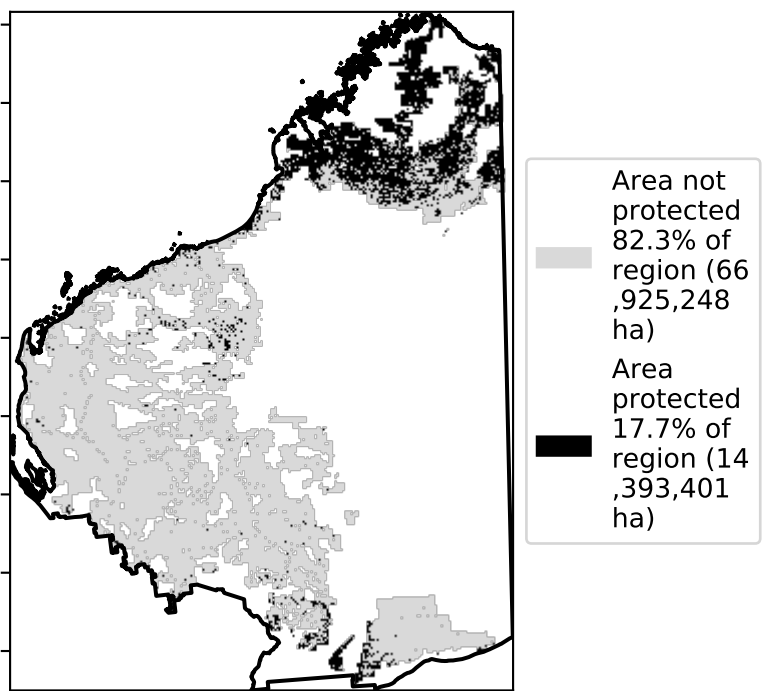 Area not
protected
82.3% of
region (66
,925,248
ha)
Area
protected
17.7% of
region (14
,393,401
ha)